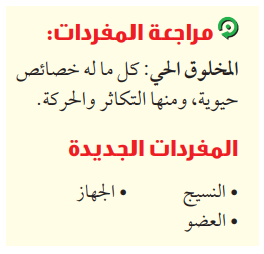 مراجعة المفردات:
المخلوق الحي: كل ما له خصائص
حيوية، ومنها التكاثر والحركة.
المفردات الجديدة
• النسيج • الجهاز
• العضو